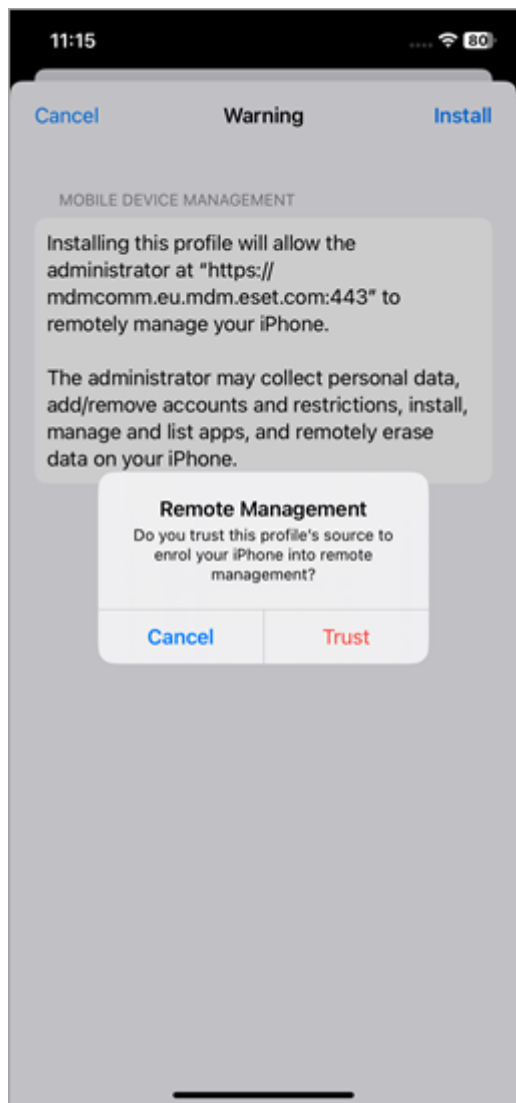 11:15
80
Cancel
Warning
Install
MOBILE DEVICE MANAGEMENT
Installing this profile will allow the
administrator at “https://
mdmcomm.eu.mdm.eset.com:443” to
remotely manage your iPhone.
The administrator may collect personal data,
add/remove accounts and restrictions, install,
manage and list apps, and remotely erase
data on your iPhone.
Remote Management
Do you trust this profile's source to
enrol your iPhone into remote
management?
Cancel
Trust